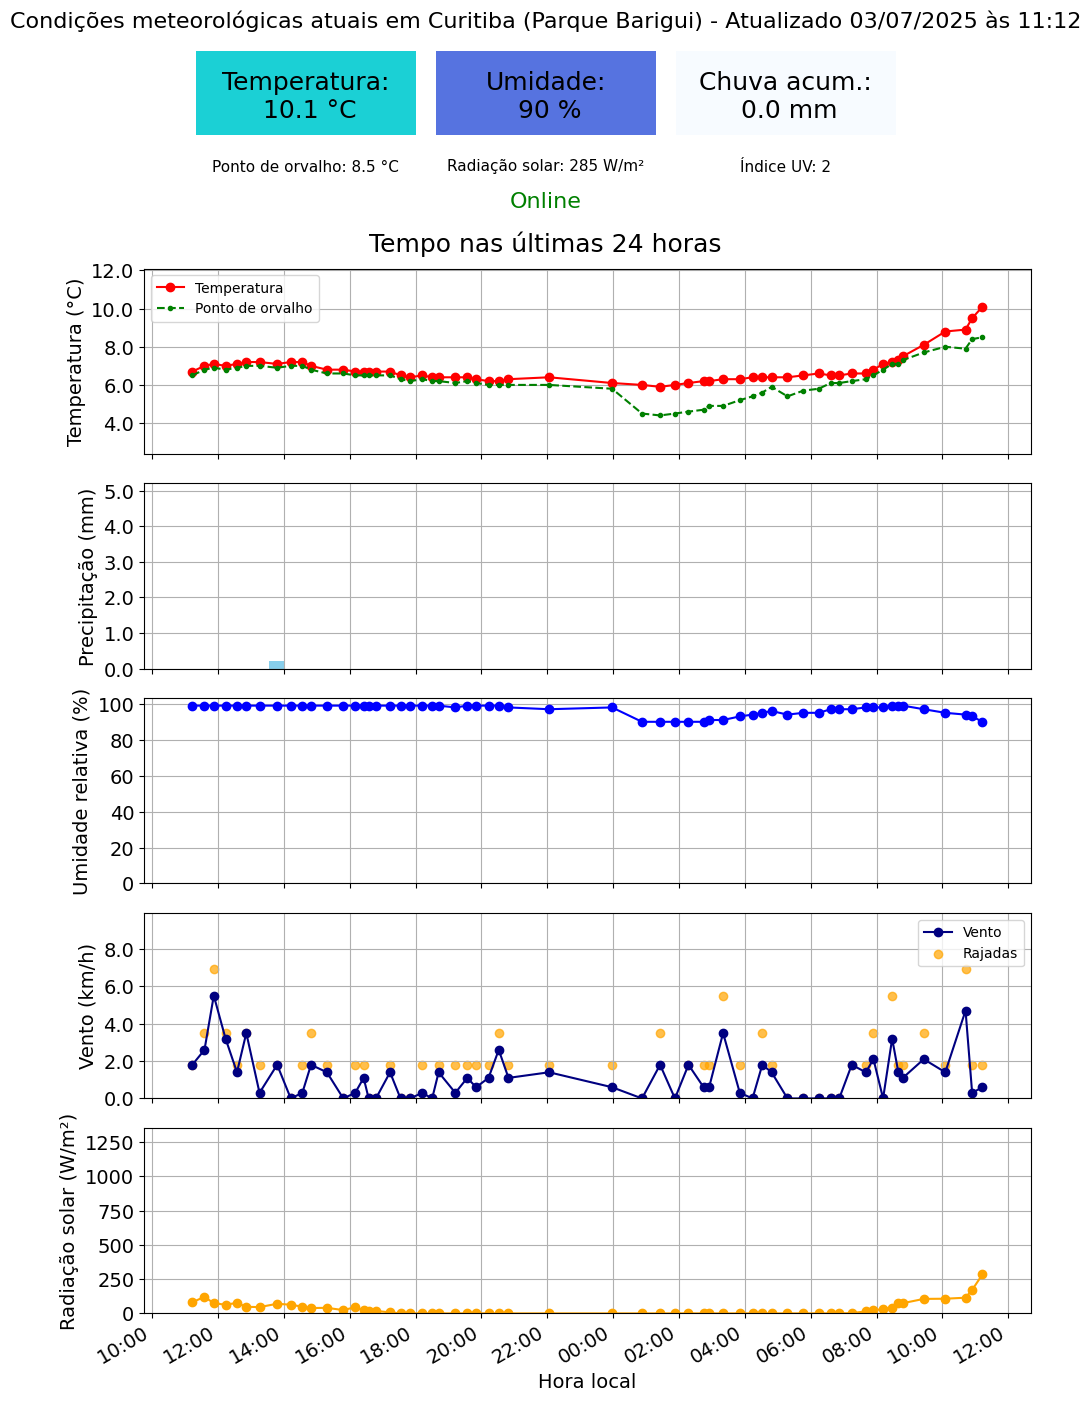 Condições meteorológicas atuais em Curitiba (Parque Barigui) - Atualizado 03/07/2025 às 11:12
Temperatura:
10.1 °C
Umidade:
90 %
Chuva acum.:
0.0 mm
Ponto de orvalho: 8.5 °C
Radiação solar: 285 W/m²
Índice UV: 2
Online
Tempo nas últimas 24 horas
Temperatura (°C)
12.0
10.0
8.0
6.0
4.0
Temperatura
Ponto de orvalho
Precipitação (mm)
5.0
4.0
3.0
2.0
1.0
0.0
Umidade relativa (%)
100
80
60
40
20
0
Vento (km/h)
8.0
6.0
4.0
2.0
0.0
Vento
Rajadas
Radiação solar (W/m²)
1250
1000
750
500
250
0
10:00
12:00
14:00
16:00
18:00
20:00
22:00
00:00
02:00
04:00
06:00
08:00
10:00
12:00
Hora local